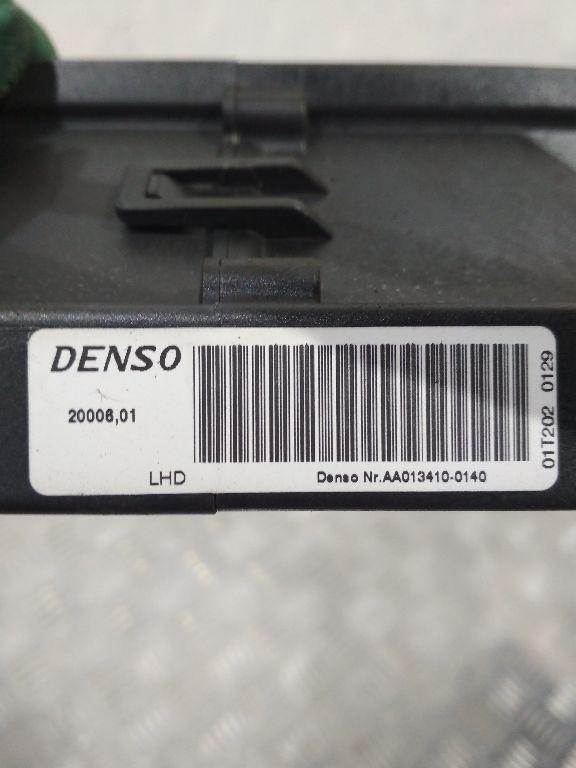 DENSO
20006,01
LHD
Denso Nr.AA013410-0140
01T202 0129